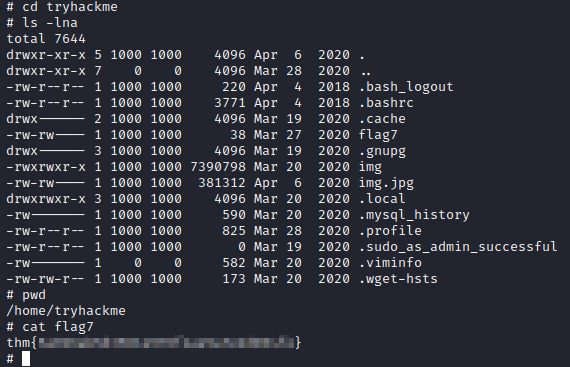 # cd tryhackme
# ls -lna
total 7644
drwxr-xr-x 5 1000 1000    4096 Apr  6  2020 .
drwxr-xr-x 7    0    0    4096 Mar 28  2020 ..
-rw-r--r-- 1 1000 1000     220 Apr  4  2018 .bash_logout
-rw-r--r-- 1 1000 1000    3771 Apr  4  2018 .bashrc
drwx------ 2 1000 1000    4096 Mar 19  2020 .cache
-rw-rw---- 1 1000 1000      38 Mar 27  2020 flag7
drwx------ 3 1000 1000    4096 Mar 19  2020 .gnupg
-rwxrwxr-x 1 1000 1000 7390798 Mar 20  2020 img
-rw-rw---- 1 1000 1000  381312 Apr  6  2020 img.jpg
drwxrwxr-x 3 1000 1000    4096 Mar 20  2020 .local
-rw------- 1 1000 1000     590 Mar 20  2020 .mysql_history
-rw-r--r-- 1 1000 1000     825 Mar 28  2020 .profile
-rw-r--r-- 1 1000 1000       0 Mar 19  2020 .sudo_as_admin_successful
-rw------- 1    0    0     582 Mar 20  2020 .viminfo
-rw-rw-r-- 1 1000 1000     173 Mar 20  2020 .wget-hsts
# pwd
/home/tryhackme
# cat flag7
thm{}
#